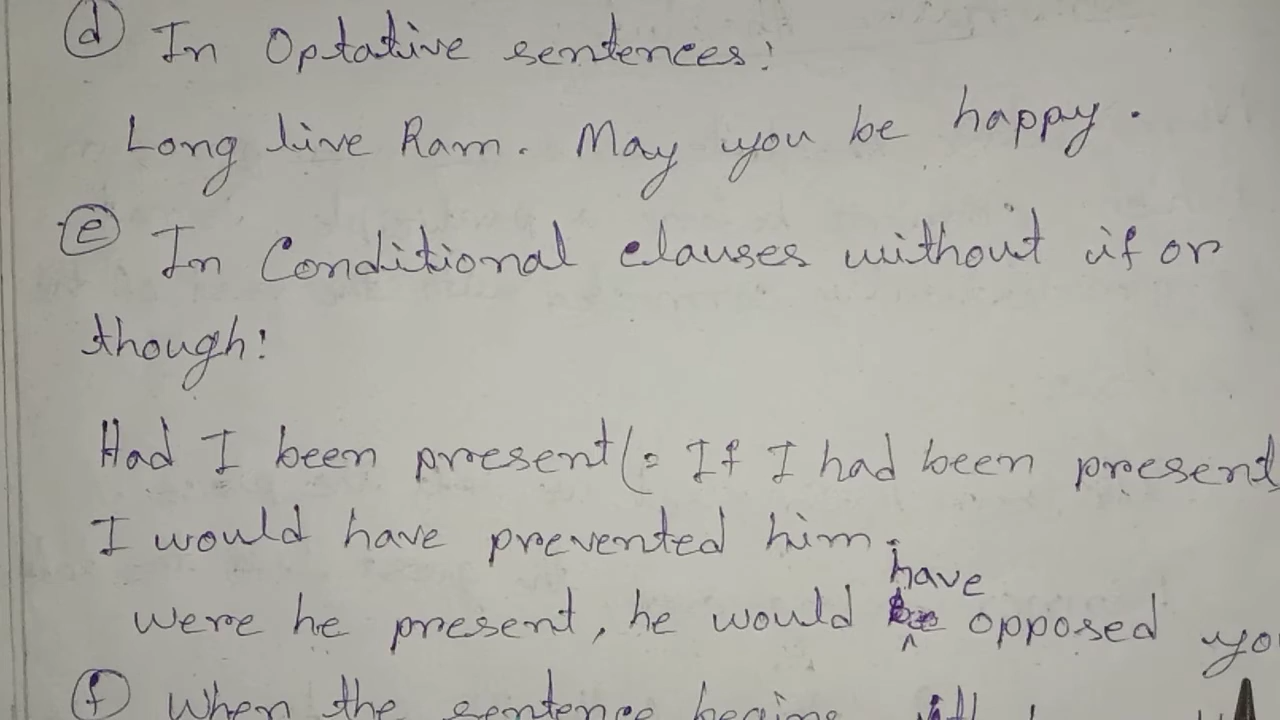 (d) In Optative sentences:
Long live Ram. May you be happy.
(e) In Conditional clauses without if or
though:
Had I been present (= If I had been present
I would have prevented him.
have
Were he present, he would opposed yo
(f) When the sentence begins